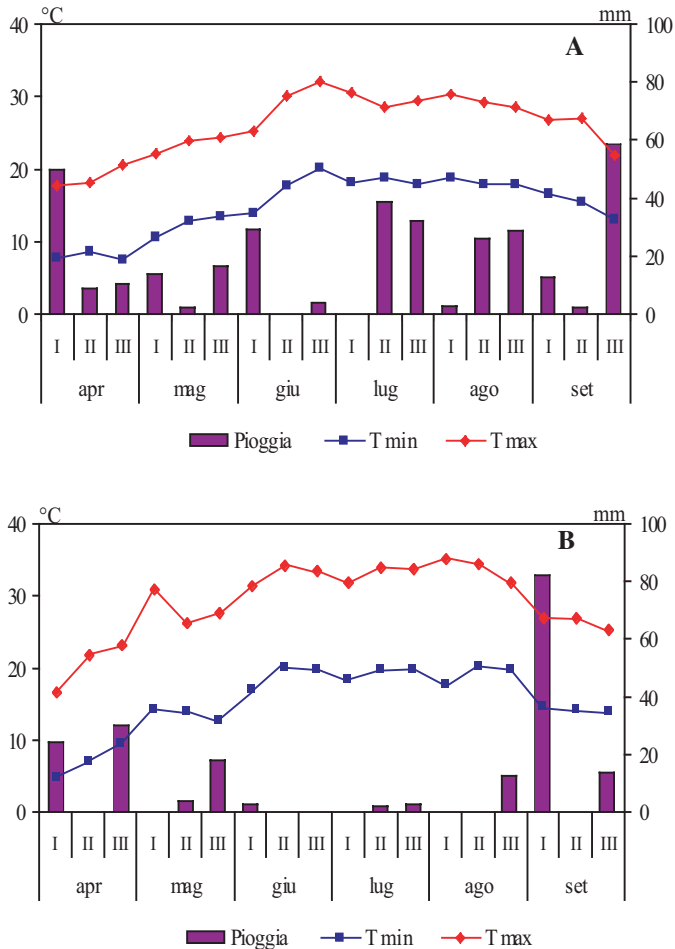 °C mm
A
40 100
30 80
60
20
40
10
20
0 0
I II III I II III I II III I II III I II III I II III
apr mag giu lug ago set
Pioggia T min T max
°C mm
B
40 100
80
30
60
20
40
10
20
0 0
I II III I II III I II III I II III I II III I II III
apr mag giu lug ago set
Pioggia T min T max